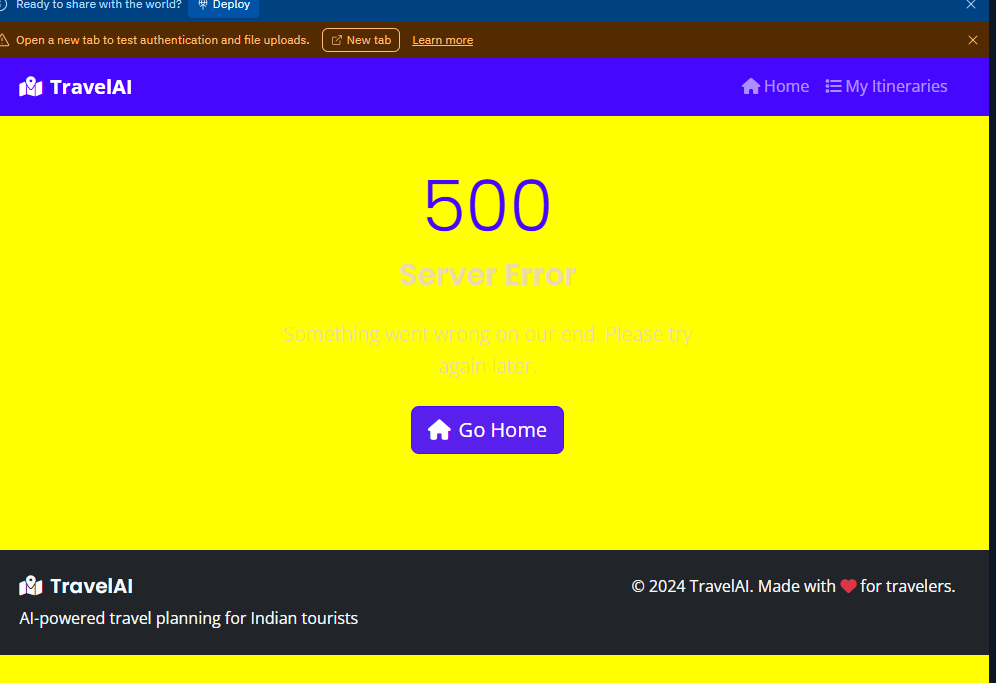 Ready to share with the world? Deploy
Open a new tab to test authentication and file uploads. New tab Learn more
TravelAI Home My Itineraries
500
Server Error
Something went wrong on our end. Please try
again later.
Go Home
TravelAI © 2024 TravelAI. Made with ❤ for travelers.
AI-powered travel planning for Indian tourists